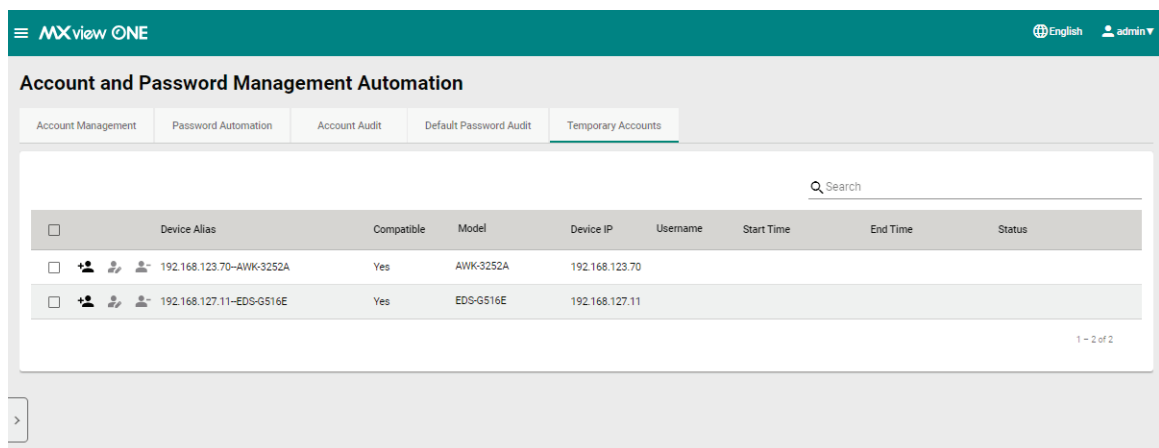 MXview ONE English admin
Account and Password Management Automation
Account Management Password Automation Account Audit Default Password Audit Temporary Accounts
Search
Device Alias Compatible Model Device IP Username Start Time End Time Status
192.168.123.70--AWK-3252A Yes AWK-3252A 192.168.123.70
192.168.127.11--EDS-G516E Yes EDS-G516E 192.168.127.11
1 – 2 of 2